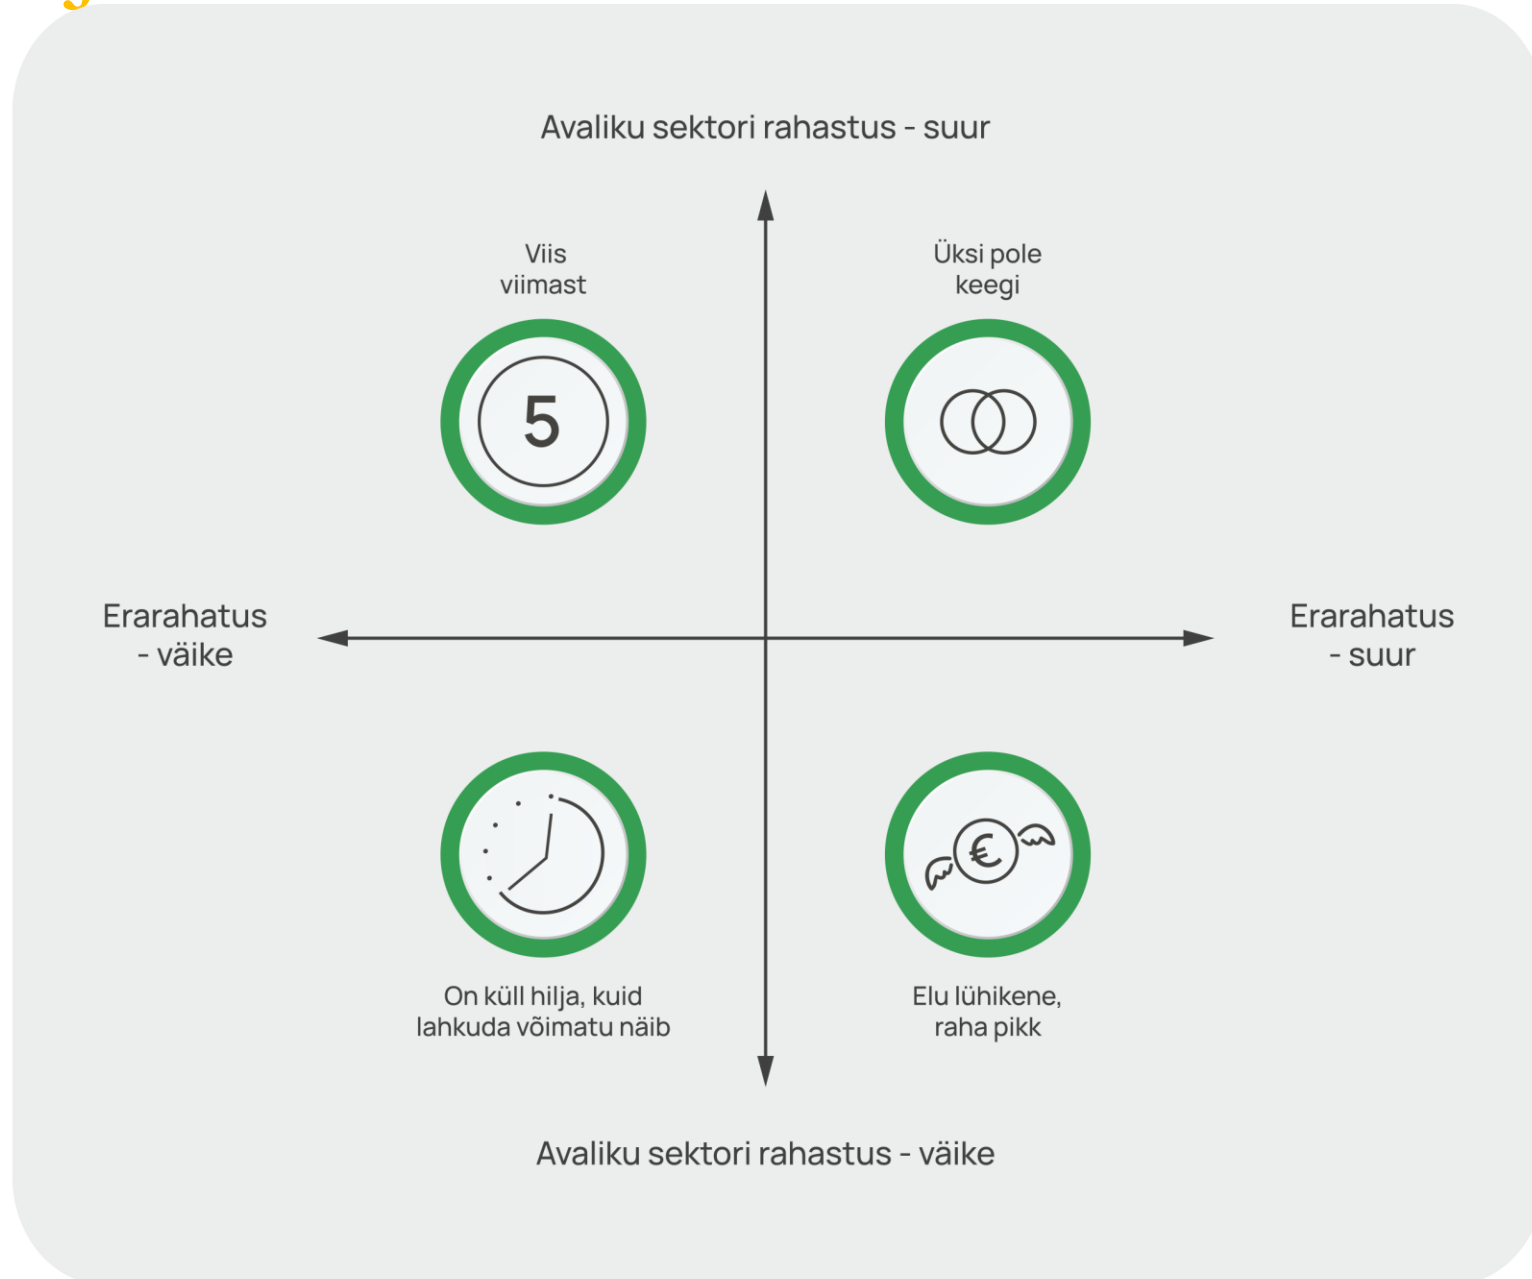 Avaliku sektori rahastus - suur
Viis
viimast
Üksi pole
keegi
5
Erarahatus
- väike
Erarahatus
- suur
€
On küll hilja, kuid
lahkuda võimatu näib
Elu lühikene,
raha pikk
Avaliku sektori rahastus - väike